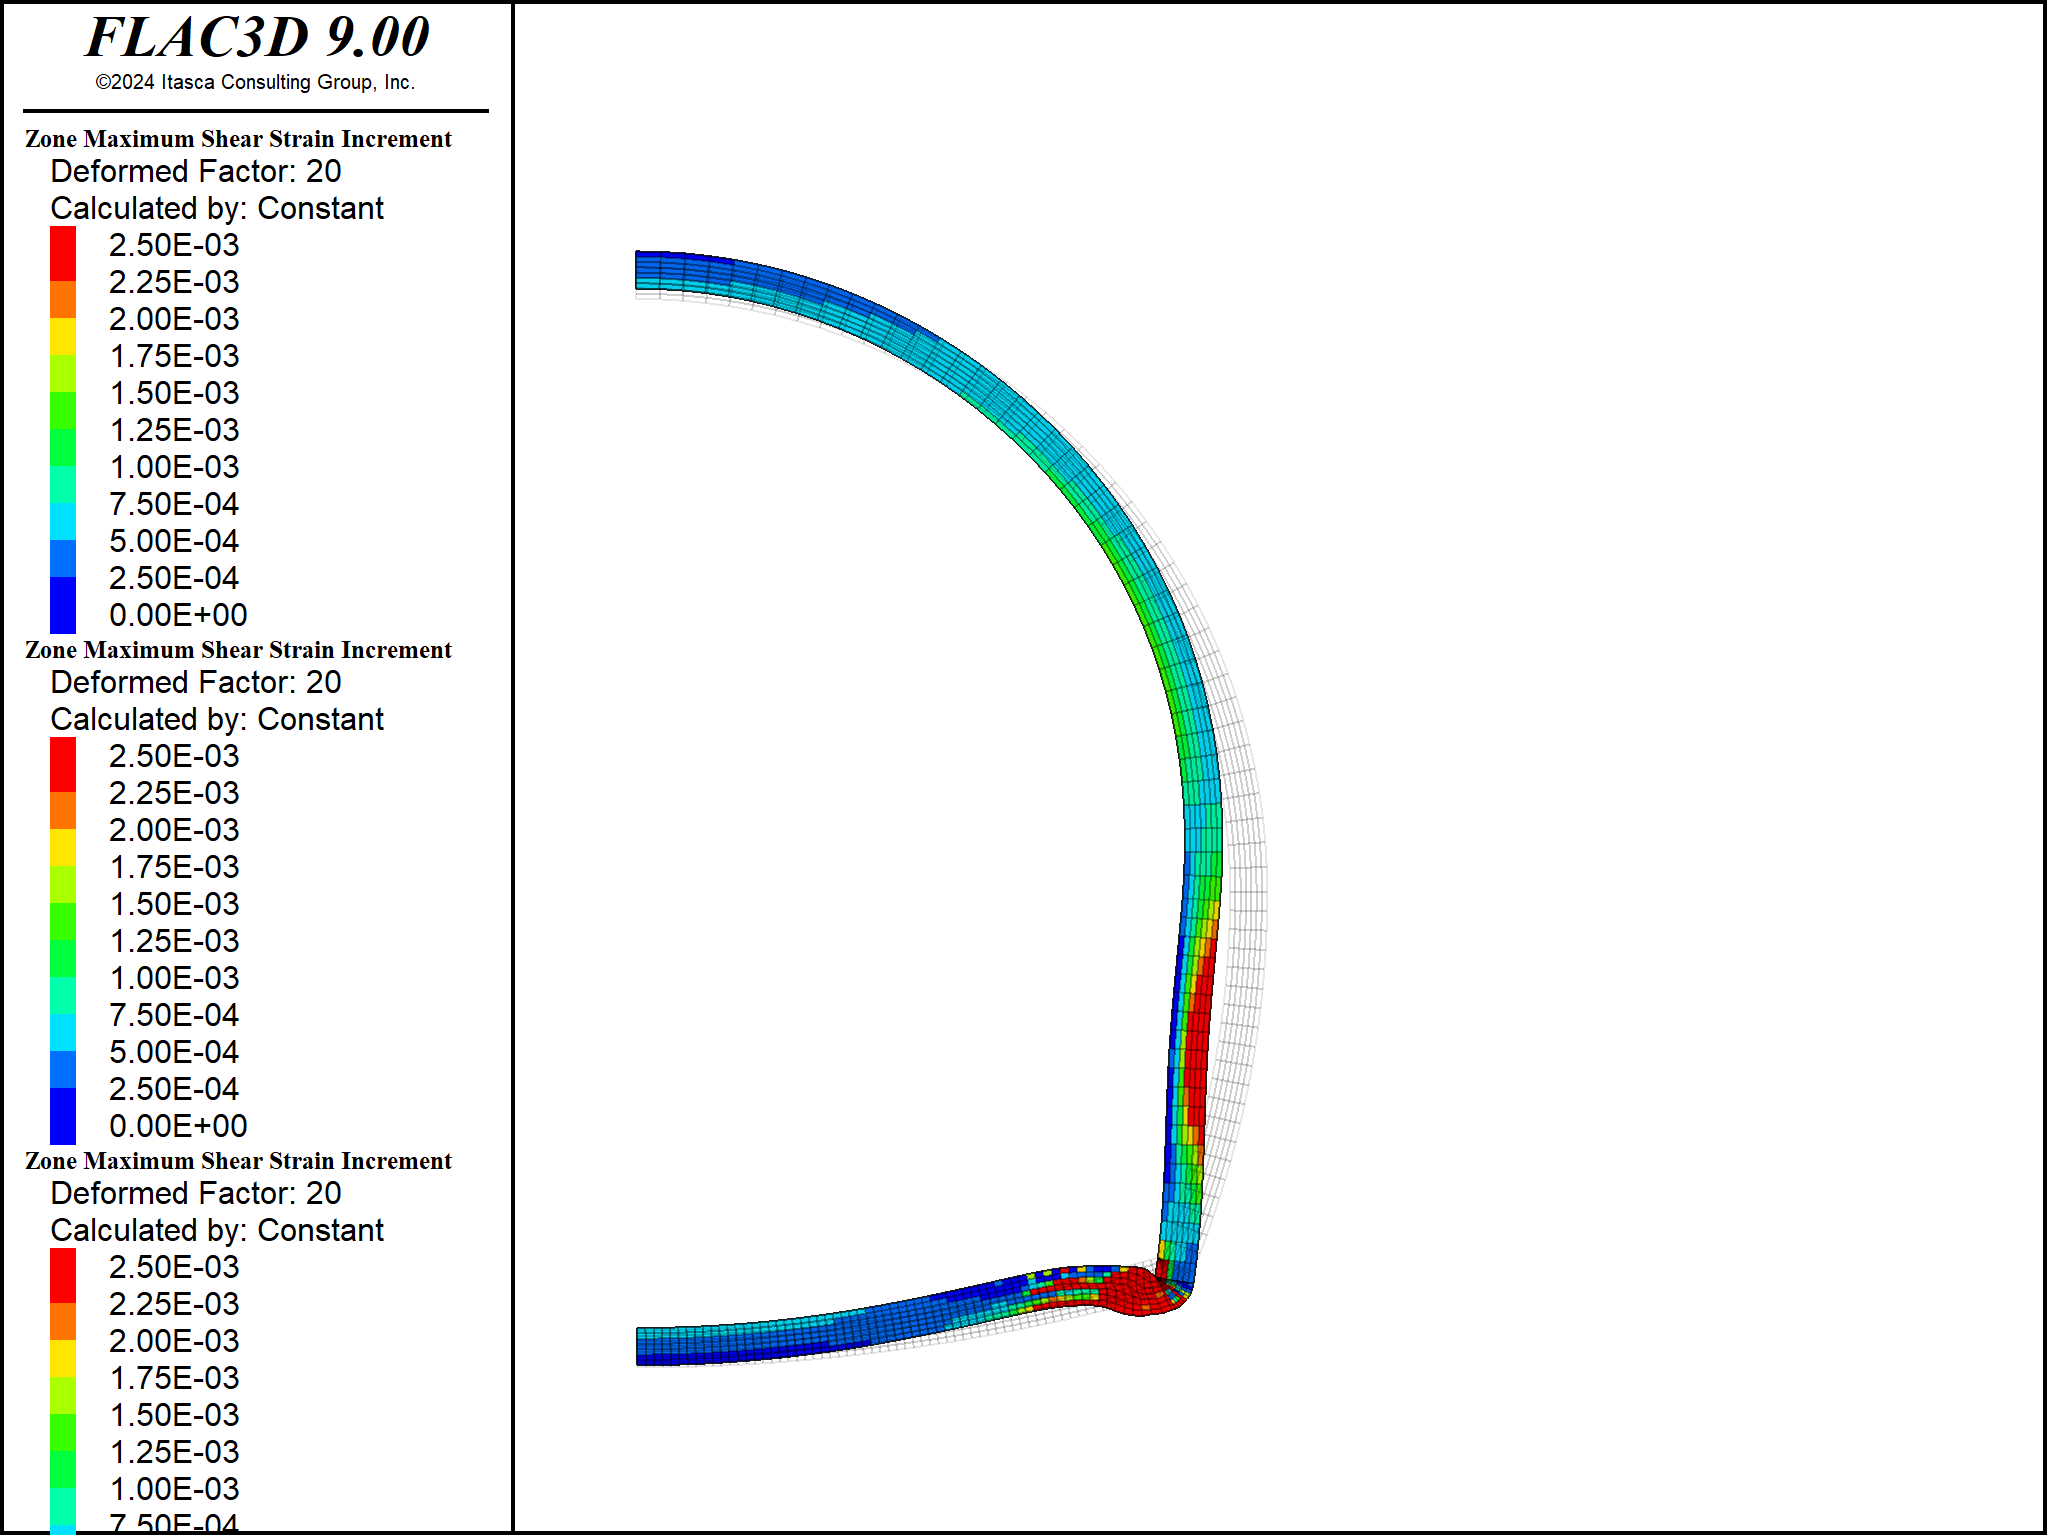 FLAC3D 9.00
©2024 Itasca Consulting Group, Inc.
Zone Maximum Shear Strain Increment
Deformed Factor: 20
Calculated by: Constant
2.50E-03
2.25E-03
2.00E-03
1.75E-03
1.50E-03
1.25E-03
1.00E-03
7.50E-04
5.00E-04
2.50E-04
0.00E+00
Zone Maximum Shear Strain Increment
Deformed Factor: 20
Calculated by: Constant
2.50E-03
2.25E-03
2.00E-03
1.75E-03
1.50E-03
1.25E-03
1.00E-03
7.50E-04
5.00E-04
2.50E-04
0.00E+00
Zone Maximum Shear Strain Increment
Deformed Factor: 20
Calculated by: Constant
2.50E-03
2.25E-03
2.00E-03
1.75E-03
1.50E-03
1.25E-03
1.00E-03
7.50E-04